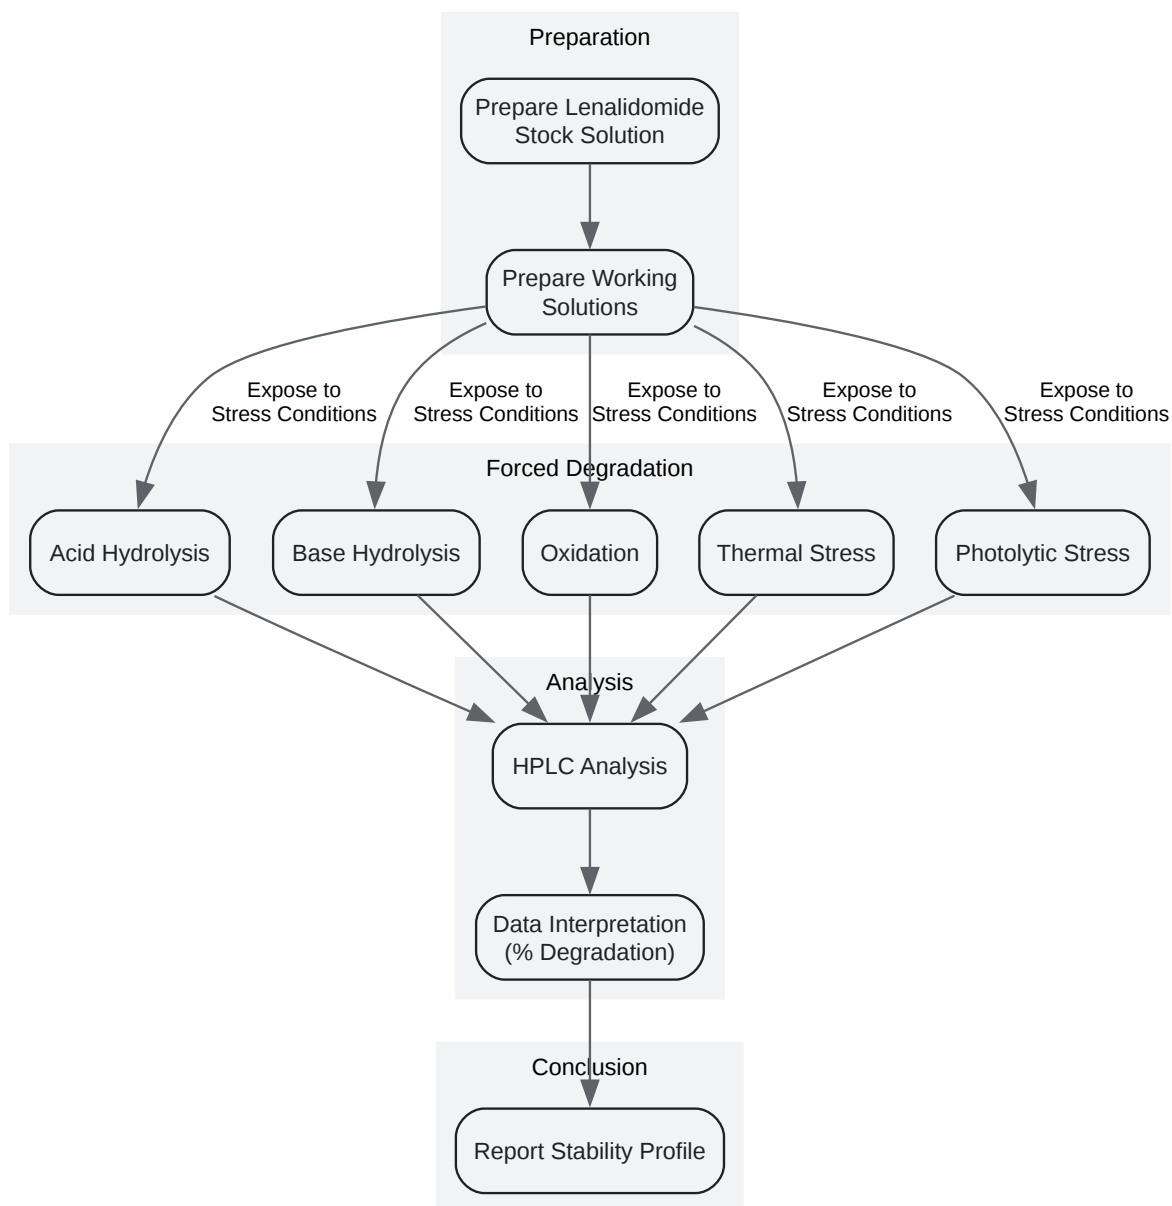 Preparation
Prepare Lenalidomide
Stock Solution
Prepare Working
Solutions
Expose to
Stress Conditions
Expose to
Stress Conditions
Expose to
Stress Conditions
Expose to
Stress Conditions
Expose to
Stress Conditions
Forced Degradation
Acid Hydrolysis
Base Hydrolysis
Oxidation
Thermal Stress
Photolytic Stress
Analysis
HPLC Analysis
Data Interpretation
(% Degradation)
Conclusion
Report Stability Profile